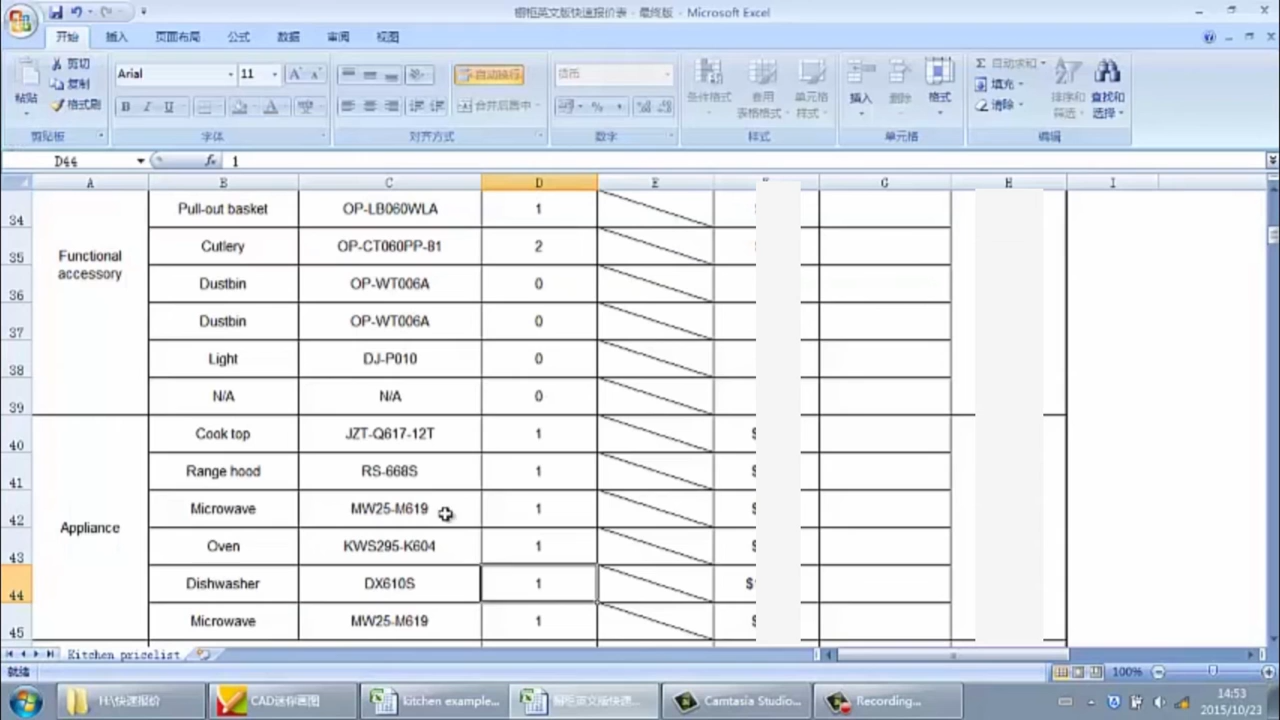 橱柜英文版快速报价表 - 最终版 - Microsoft Excel
开始 插入 页面布局 公式 数据 审阅 视图
粘贴 剪切 复制 格式刷
Arial 11
自动换行
合并后居中
货币
条件格式 套用表格格式 单元格样式
插入 删除 格式
自动求和 填充 清除
排序和筛选 查找和选择
剪贴板 字体 对齐方式 数字 样式 单元格 编辑
D44 fx 1
A B C D E G H I
34 Pull-out basket OP-LB060WLA 1
35 Cutlery OP-CT060PP-81 2
Functional accessory
36 Dustbin OP-WT006A 0
37 Dustbin OP-WT006A 0
38 Light DJ-P010 0
39 N/A N/A 0
40 Cook top JZT-Q617-12T 1 $
41 Range hood RS-668S 1 $
42 Microwave MW25-M619 1 $
Appliance
43 Oven KWS295-K604 1 $
44 Dishwasher DX610S 1 $
45 Microwave MW25-M619 1 $
Kitchen pricelist
就绪 100%
H:\快速报价 CAD迷你画图 kitchen example... 橱柜英文版快速... Camtasia Studio... Recording... 14:53
2015/10/23